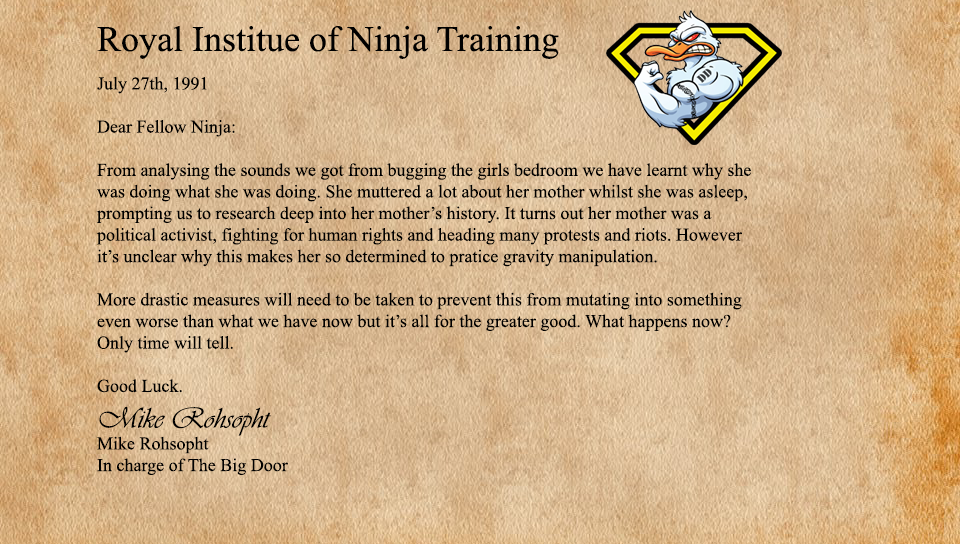 Royal Institue of Ninja Training
DD
July 27th, 1991
Dear Fellow Ninja:
From analysing the sounds we got from bugging the girls bedroom we have learnt why she
was doing what she was doing. She muttered a lot about her mother whilst she was asleep,
prompting us to research deep into her mother’s history. It turns out her mother was a
political activist, fighting for human rights and heading many protests and riots. However
it’s unclear why this makes her so determined to pratice gravity manipulation.
More drastic measures will need to be taken to prevent this from mutating into something
even worse than what we have now but it’s all for the greater good. What happens now?
Only time will tell.
Good Luck.
Mike Rohsopht
Mike Rohsopht
In charge of The Big Door